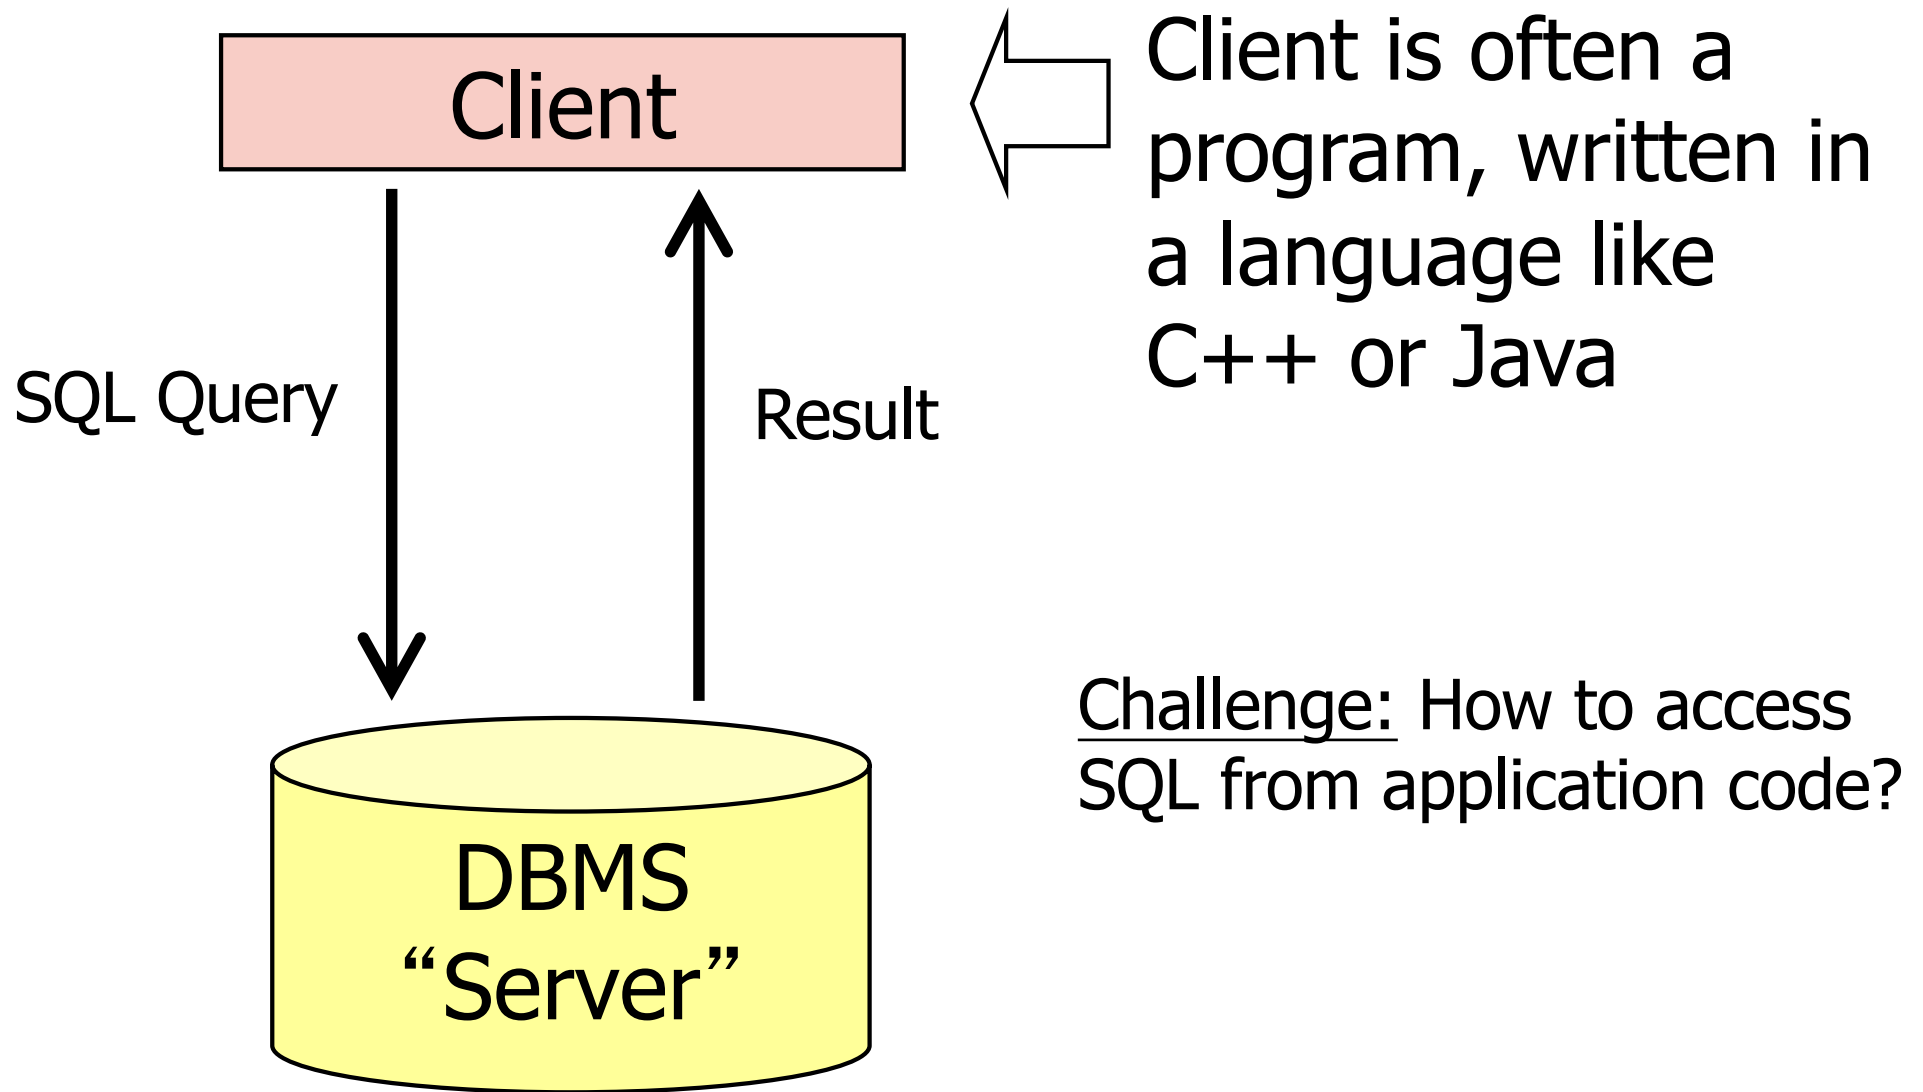 Client
Client is often a
program, written in
a language like
C++ or Java
SQL Query
Result
Challenge: How to access
SQL from application code?
DBMS
“Server”